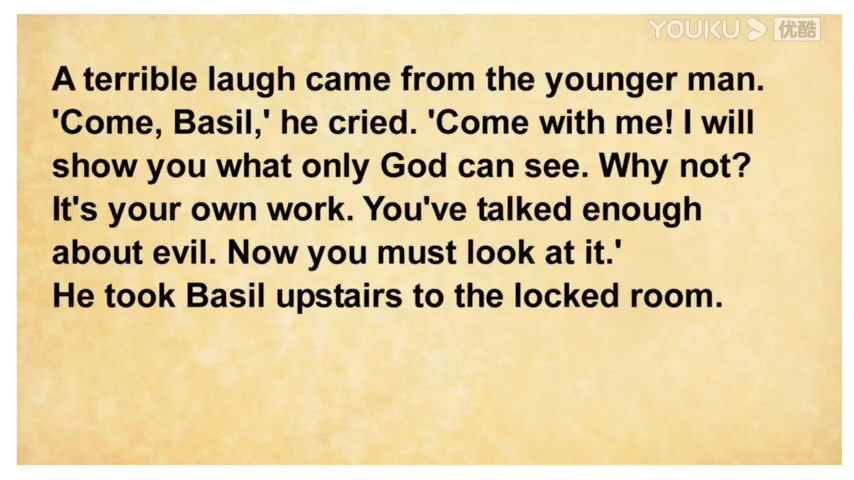 YOUKU 优酷
A terrible laugh came from the younger man.
'Come, Basil,' he cried. 'Come with me! I will
show you what only God can see. Why not?
It's your own work. You've talked enough
about evil. Now you must look at it.'
He took Basil upstairs to the locked room.